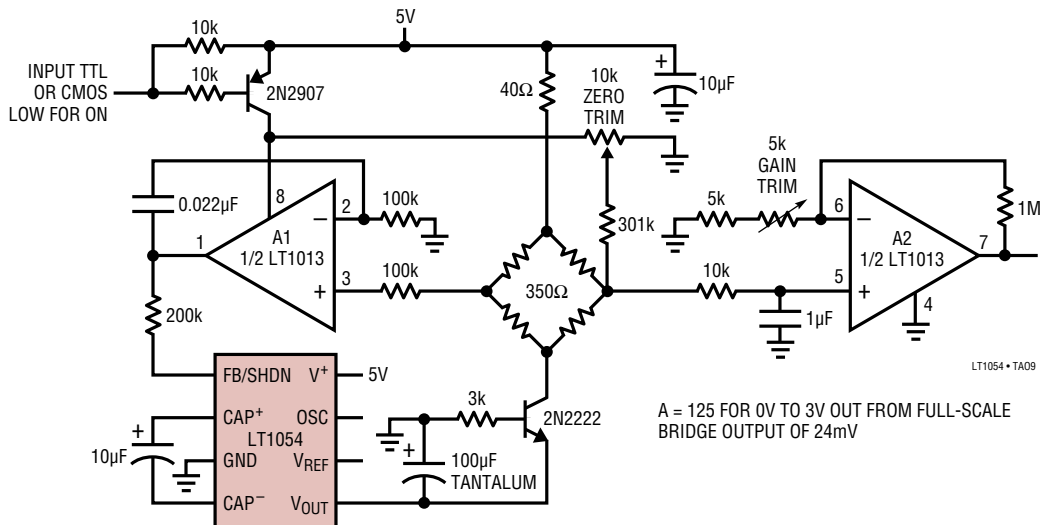 5V
10k
10k
INPUT TTL
OR CMOS
LOW FOR ON
2N2907
40Ω
10k
ZERO
TRIM
+
10µF
5k
GAIN
TRIM
0.022µF
8
2
−
100k
1
A1
1/2 LT1013
3
+
100k
301k
5k
6
−
A2
1/2 LT1013
7
1M
350Ω
10k
5
+
4
1µF
200k
LT1054 • TA09
FB/SHDN
V+
5V
CAP+
OSC
LT1054
GND
VREF
CAP−
VOUT
+
10µF
3k
2N2222
+
100µF
TANTALUM
A = 125 FOR 0V TO 3V OUT FROM FULL-SCALE
BRIDGE OUTPUT OF 24mV